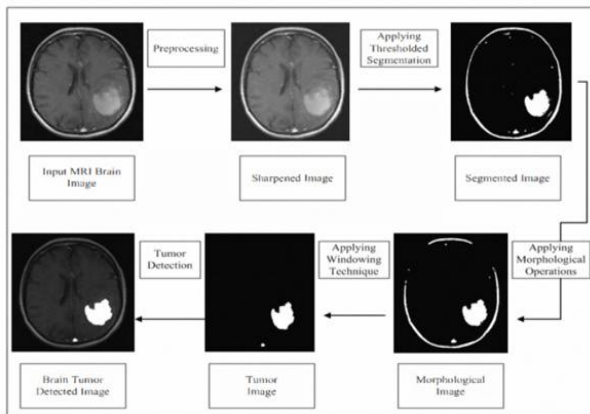 Preprocessing
Applying
Thresholded
Segmentation
Input MRI Brain
Image
Sharpened Image
Segmented Image
Tumor
Detection
Applying
Windowing
Technique
Applying
Morphological
Operations
Brain Tumor
Detected Image
Tumor
Image
Morphological
Image